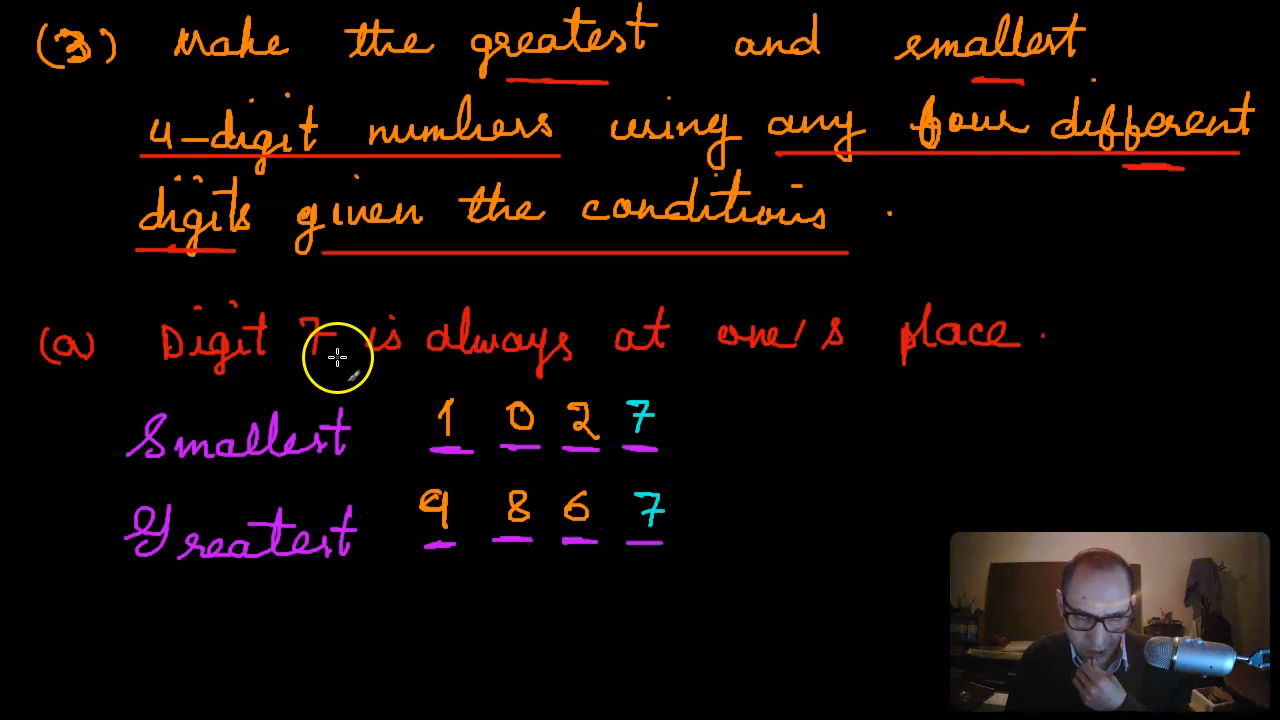 (3) Make the greatest and smallest
4-digit numbers using any four different
digits given the conditions .
(a) Digit 7 is always at one's place .
Smallest 1 0 2 7
Greatest 9 8 6 7